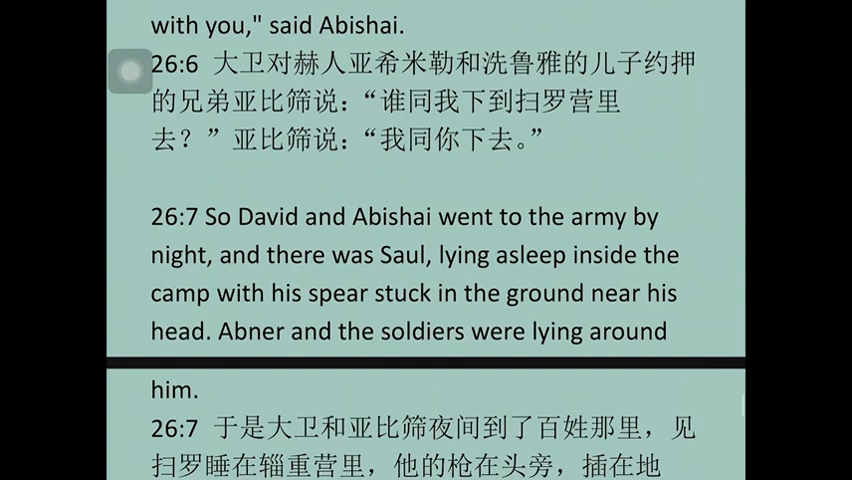 with you," said Abishai.
26:6 大卫对赫人亚希米勒和洗鲁雅的儿子约押
的兄弟亚比筛说：“谁同我下到扫罗营里
去？”亚比筛说：“我同你下去。”
26:7 So David and Abishai went to the army by
night, and there was Saul, lying asleep inside the
camp with his spear stuck in the ground near his
head. Abner and the soldiers were lying around
him.
26:7 于是大卫和亚比筛夜间到了百姓那里，见
扫罗睡在辎重营里，他的枪在头旁，插在地